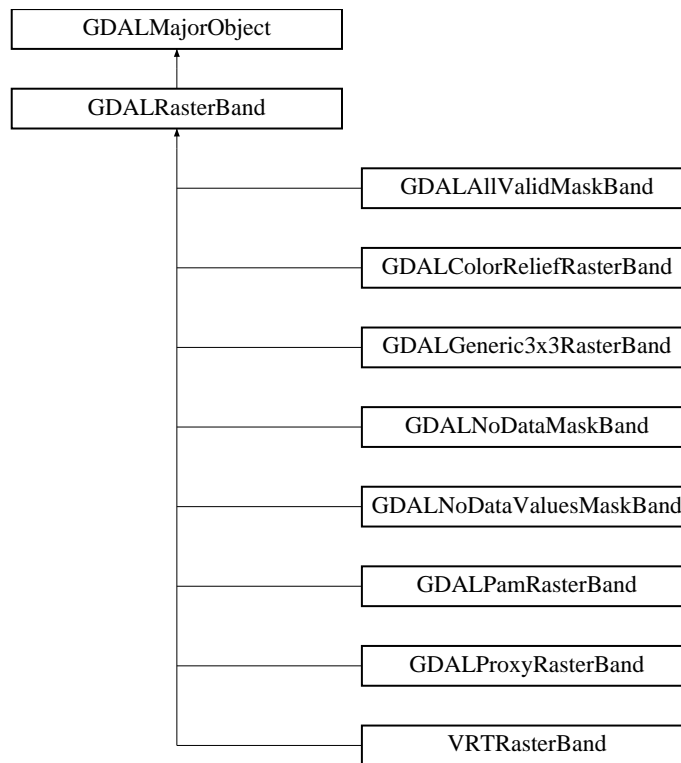 GDALMajorObject
GDALRasterBand
GDALAllValidMaskBand
GDALColorReliefRasterBand
GDALGeneric3x3RasterBand
GDALNoDataMaskBand
GDALNoDataValuesMaskBand
GDALPamRasterBand
GDALProxyRasterBand
VRTRasterBand